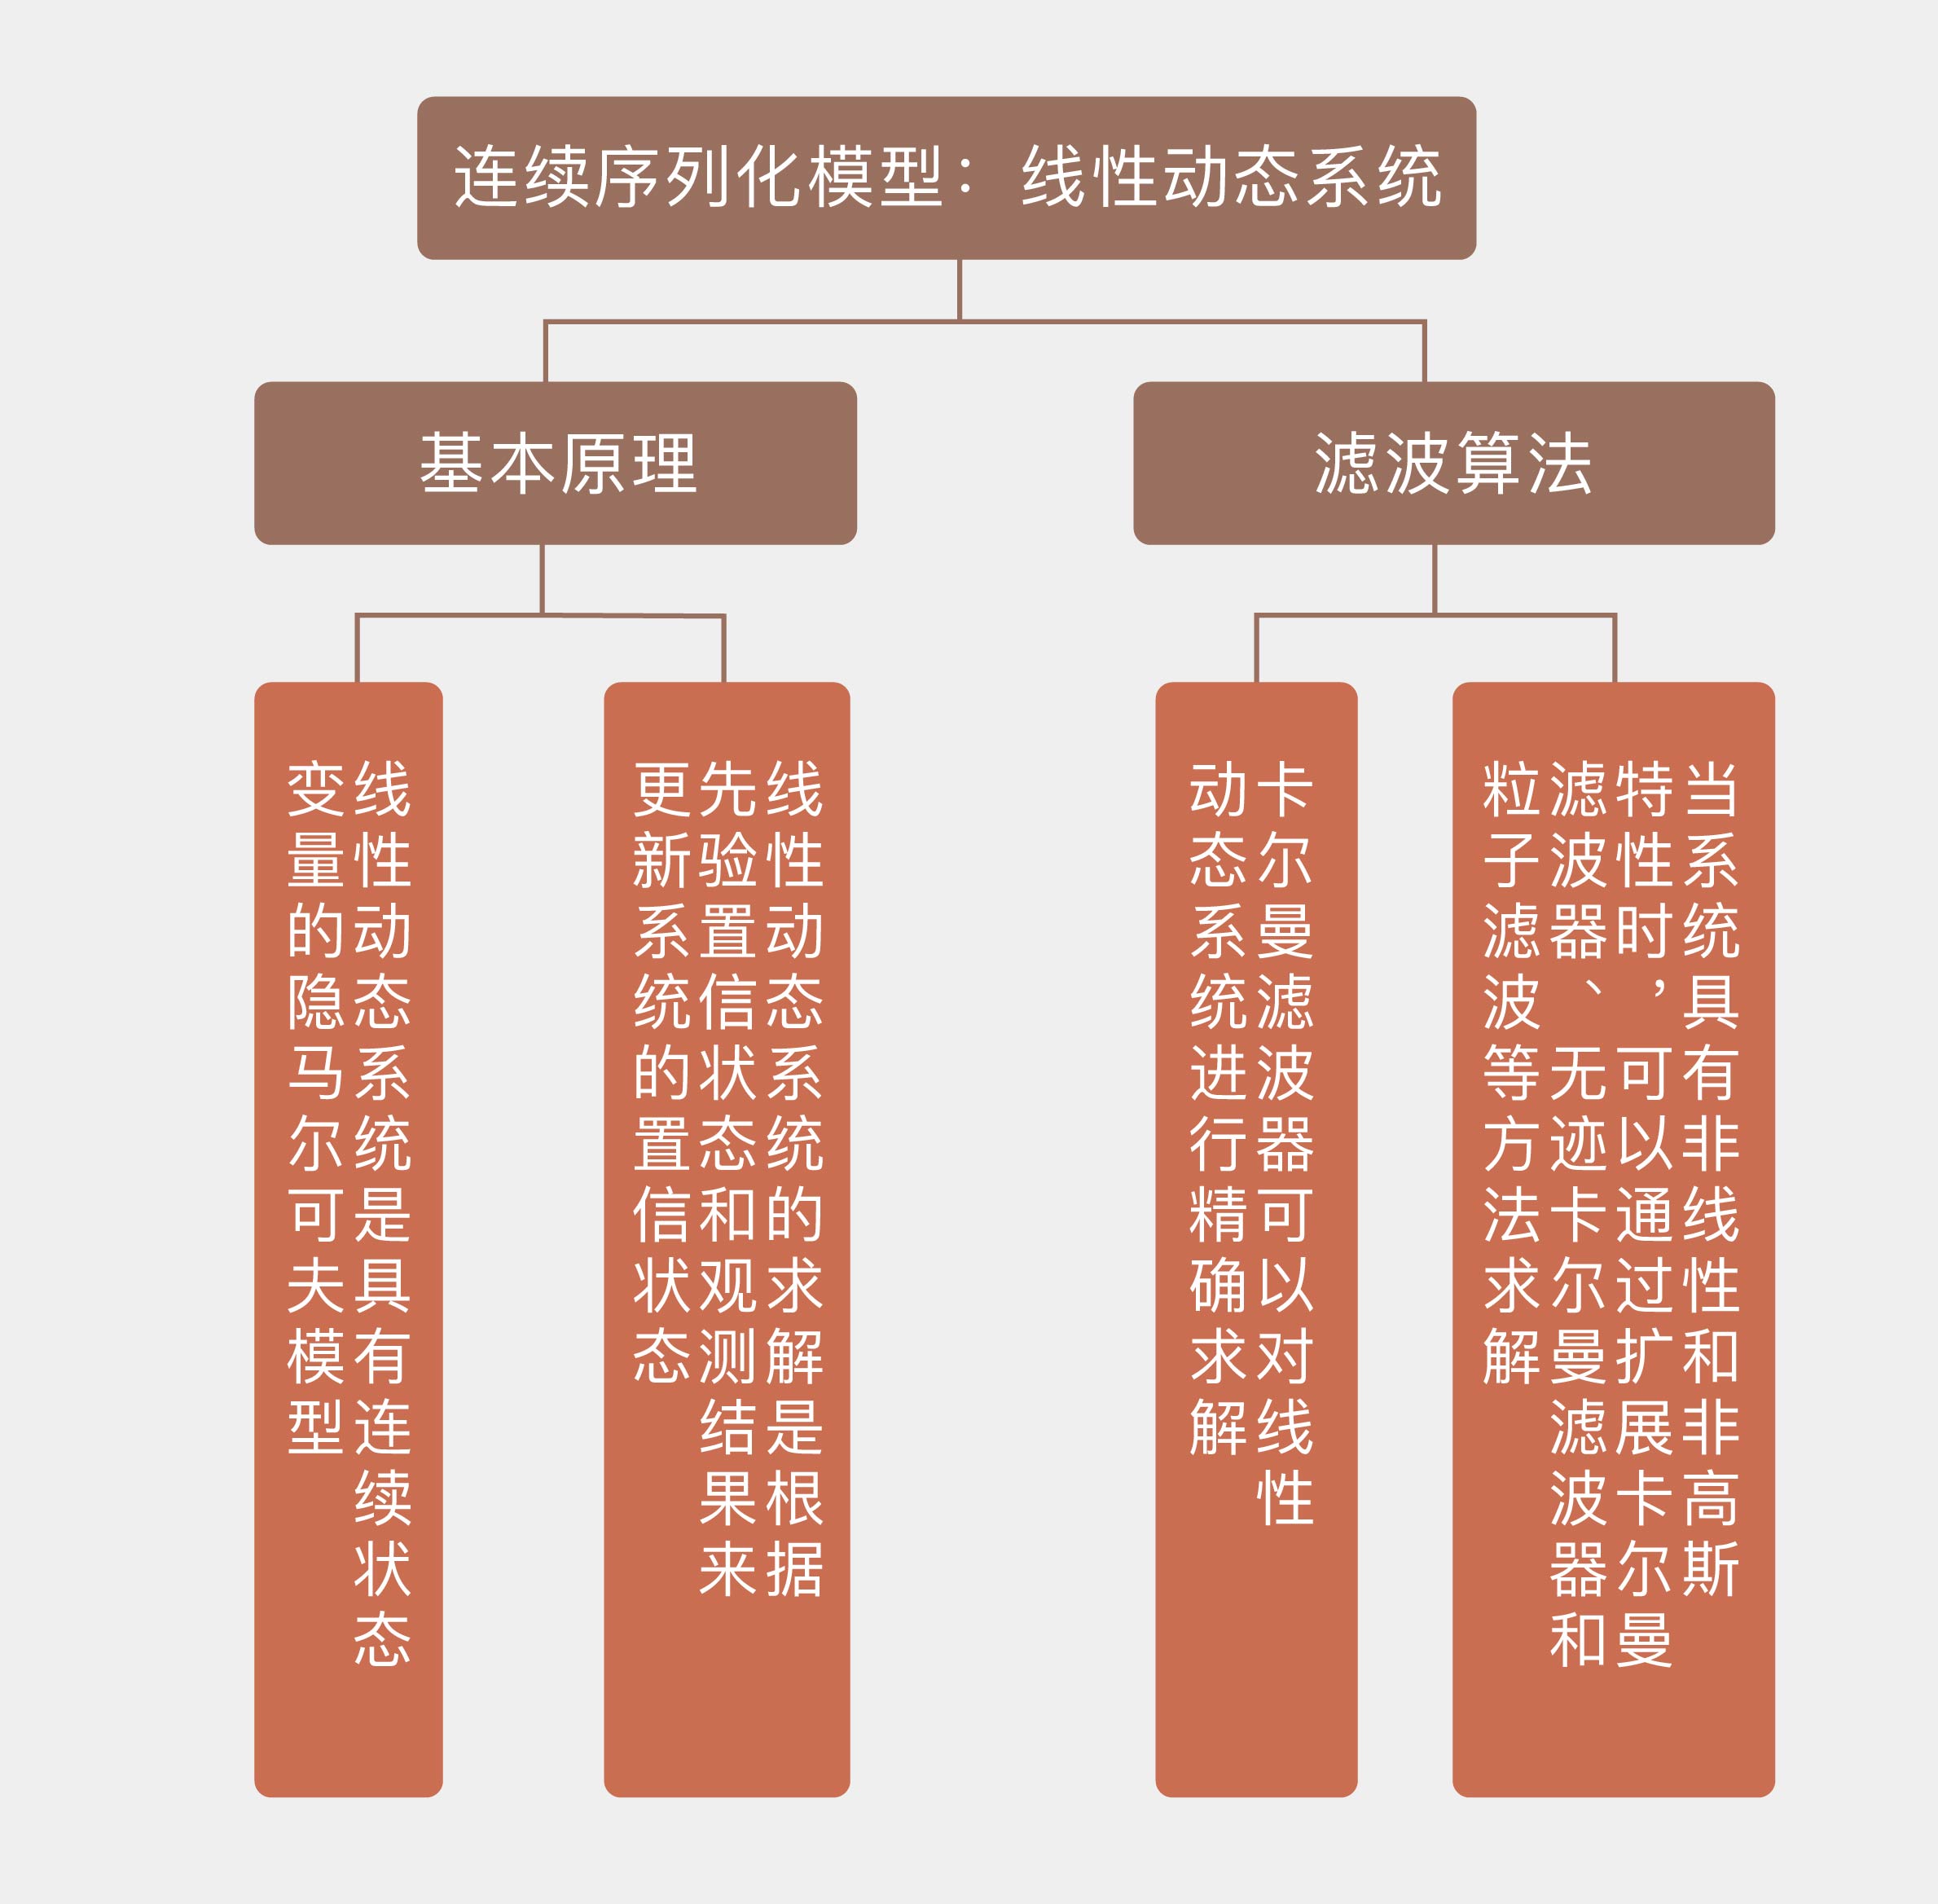 连续序列化模型：线性动态系统
基本原理
滤波算法
线性动态系统是具有连续状态
变量的隐马尔可夫模型
线性动态系统的求解是根据
先验置信状态和观测结果来
更新系统的置信状态
卡尔曼滤波器可以对线性
动态系统进行精确求解
当系统具有非线性和非高斯
特性时，可以通过扩展卡尔曼
滤波器、无迹卡尔曼滤波器和
粒子滤波等方法求解